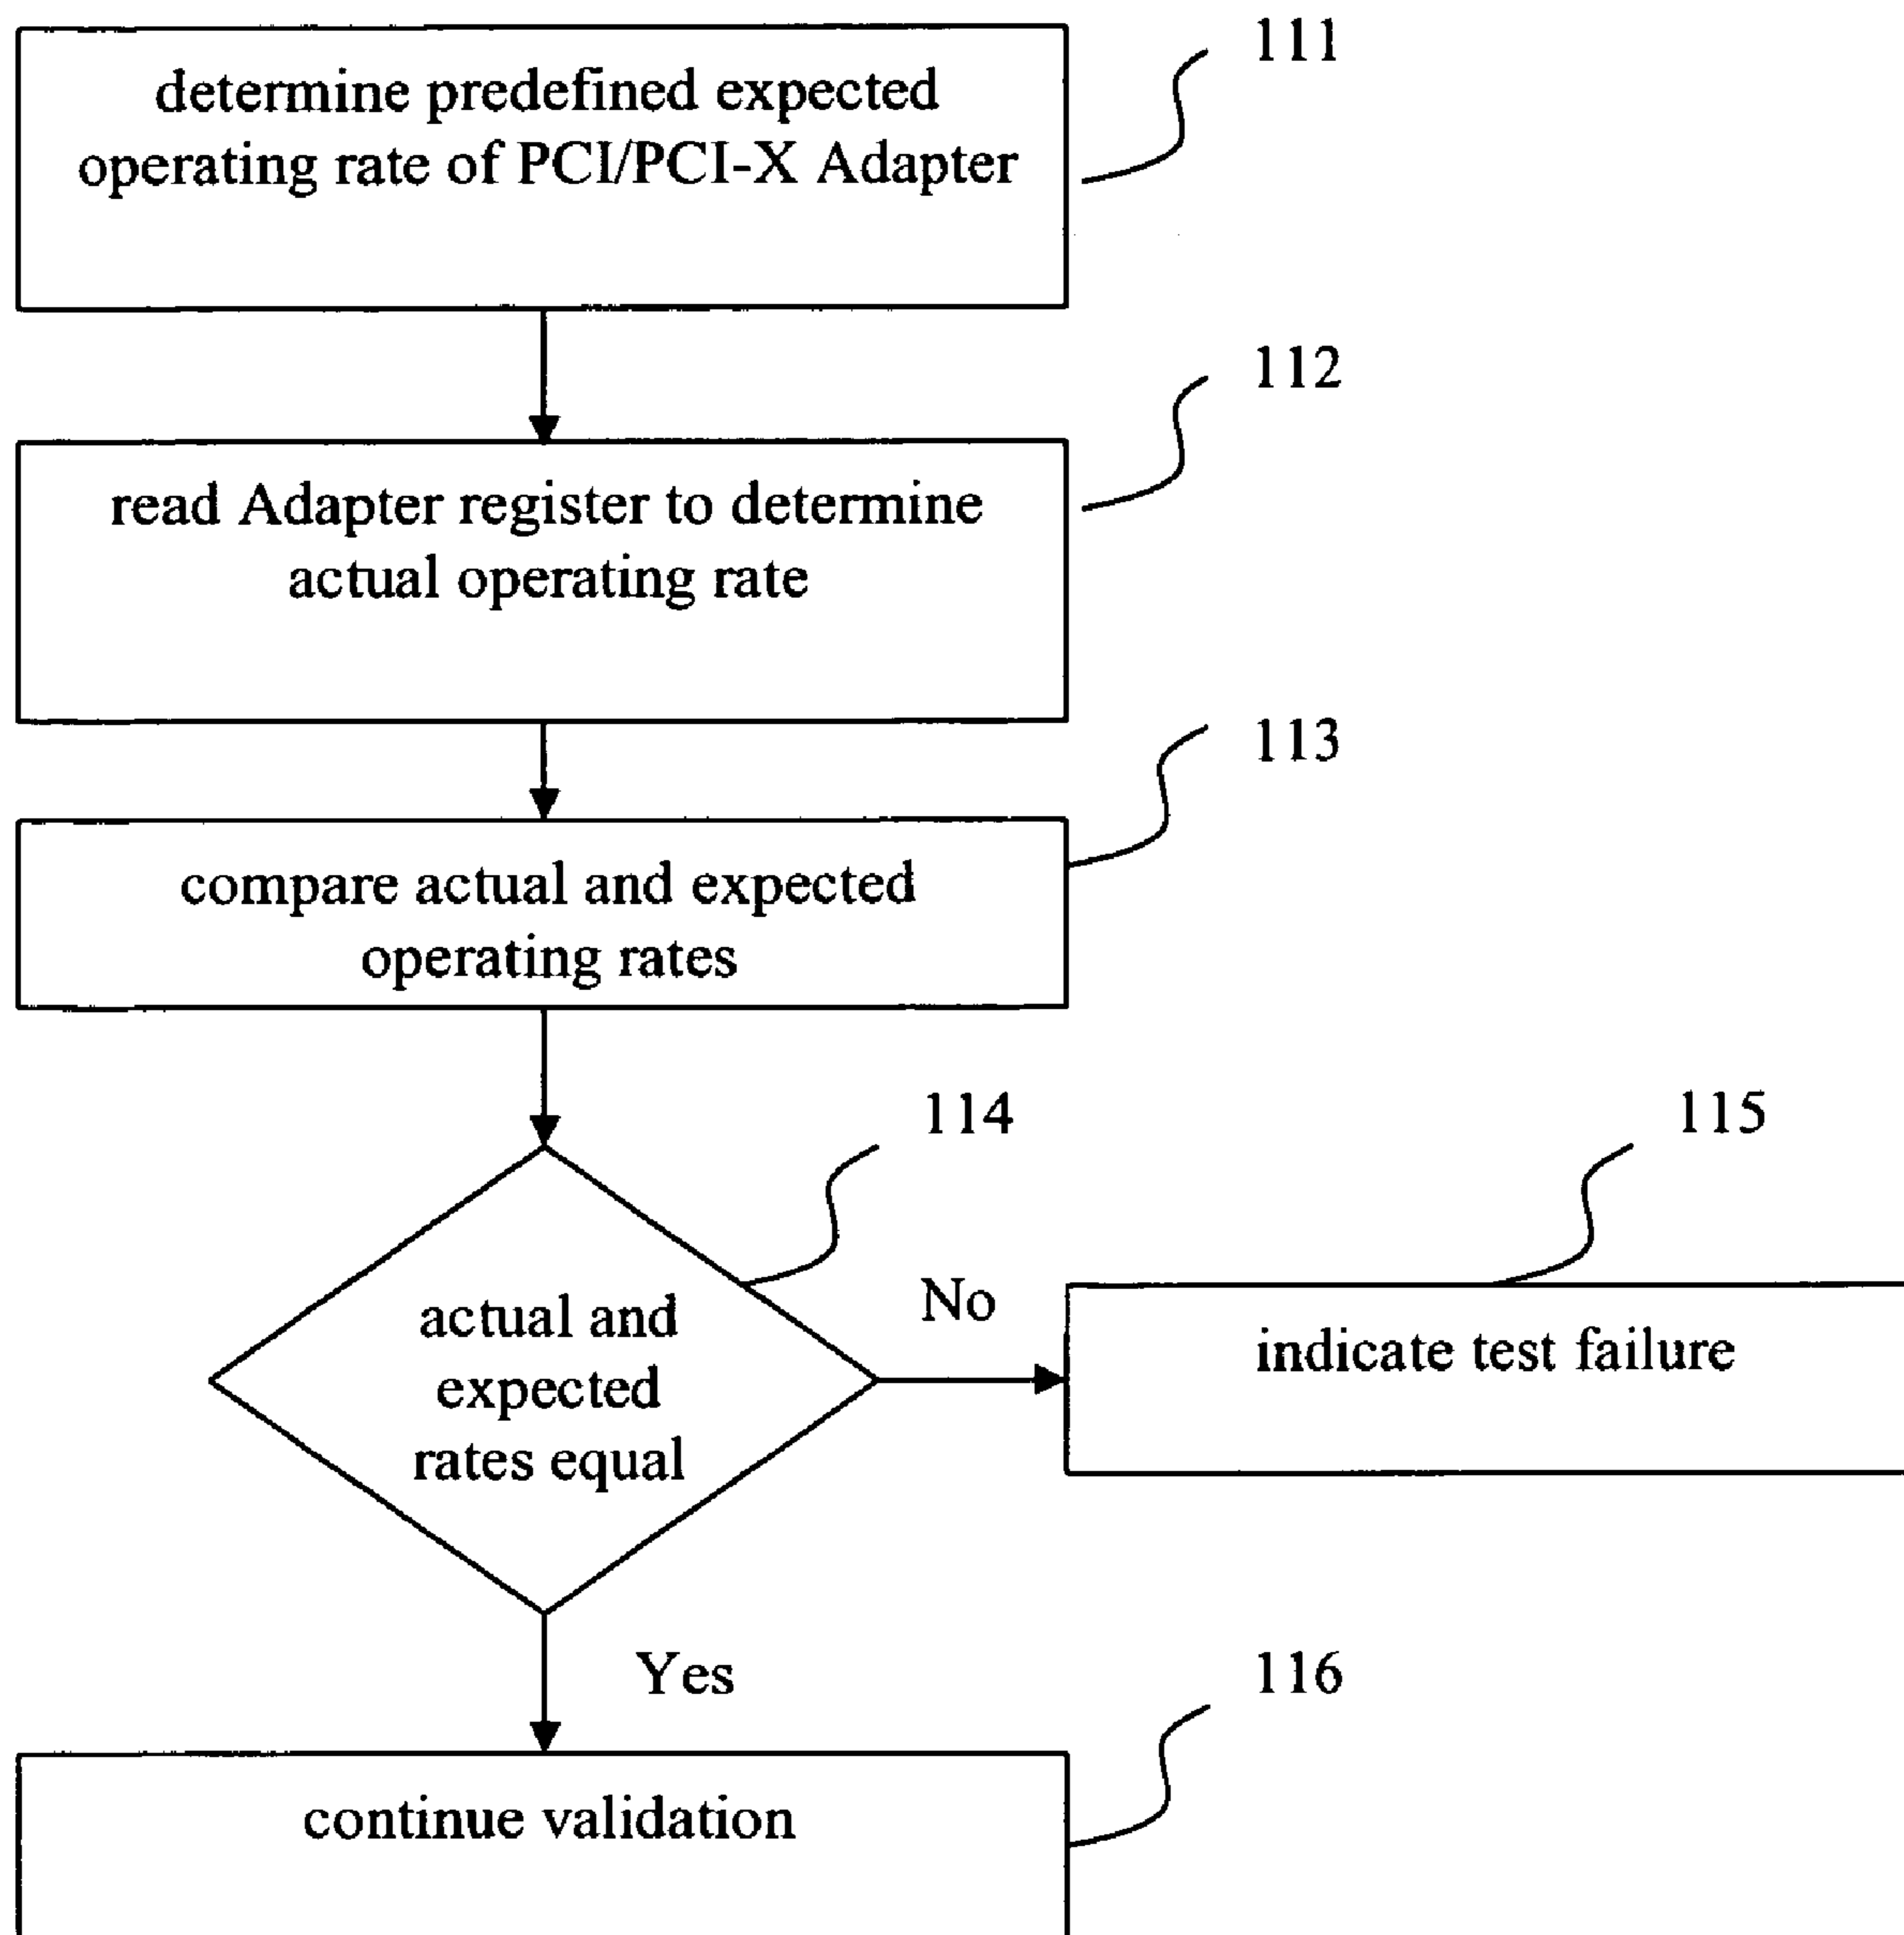 111
determine predefined expected
operating rate of PCI/PCI-X Adapter
112
read Adapter register to determine
actual operating rate
113
compare actual and expected
operating rates
114
115
No
actual and
expected
rates equal
indicate test failure
Yes
116
continue validation